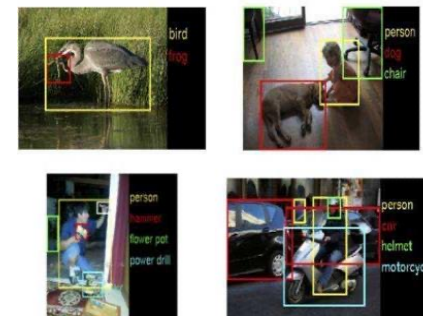 bird
frog
person
dog
chair
person
hammer
flower pot
power drill
person
car
helmet
motorcyc